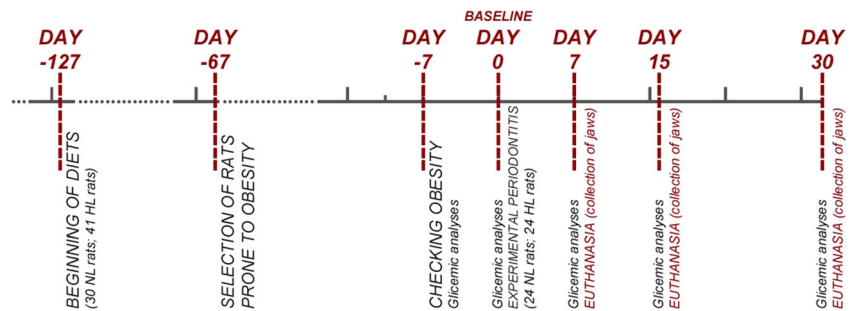 BASELINE
DAY
-127
DAY
-67
DAY
-7
DAY
0
DAY
7
DAY
15
DAY
30
BEGINNING OF DIETS
(30 NL rats; 41 HL rats)
SELECTION OF RATS
PRONE TO OBESITY
CHECKING OBESITY
Glicemic analyses
Glicemic analyses
EXPERIMENTAL PERIODONTITIS
(24 NL rats; 24 HL rats)
Glicemic analyses
EUTHANASIA (collection of jaws)
Glicemic analyses
EUTHANASIA (collection of jaws)
Glicemic analyses
EUTHANASIA (collection of jaws)